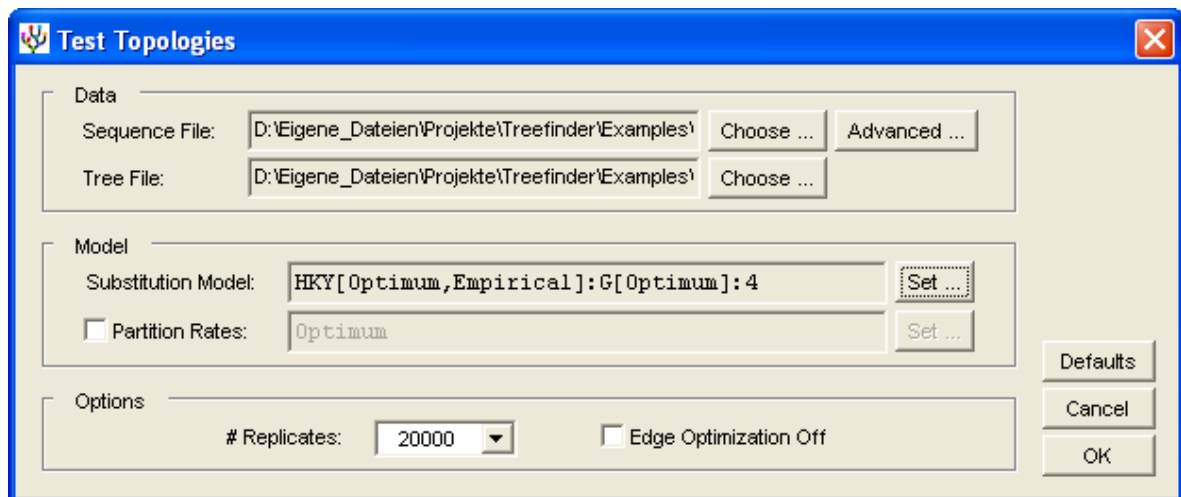 Test Topologies
Data
Sequence File: D:\Eigene_Dateien\Projekte\Treefinder\Examples\ Choose ... Advanced ...
Tree File: D:\Eigene_Dateien\Projekte\Treefinder\Examples\ Choose ...
Model
Substitution Model: HKY[Optimum,Empirical]:G[Optimum]:4 Set ...
Partition Rates: Optimum Set ...
Defaults
Options
Cancel
# Replicates: 20000 Edge Optimization Off
OK